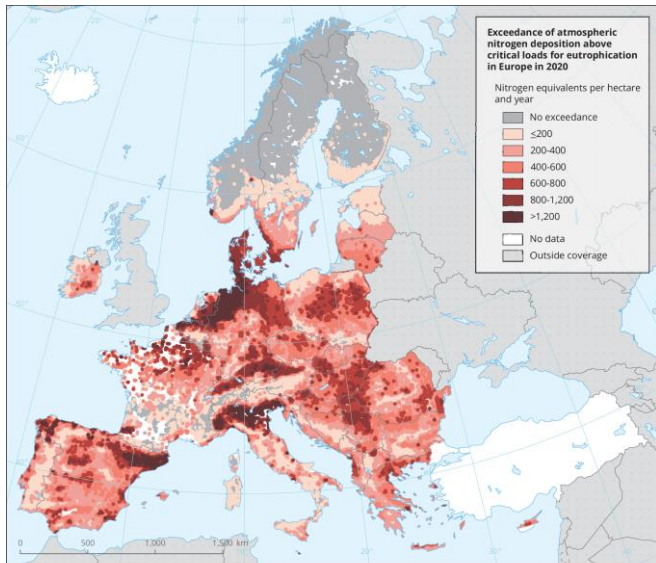 Exceedance of atmospheric
nitrogen deposition above
critical loads for eutrophication
in Europe in 2020
Nitrogen equivalents per hectare
and year
No exceedance
≤200
200-400
400-600
600-800
800-1,200
>1,200
No data
Outside coverage
0 500 1,000 1,500 km